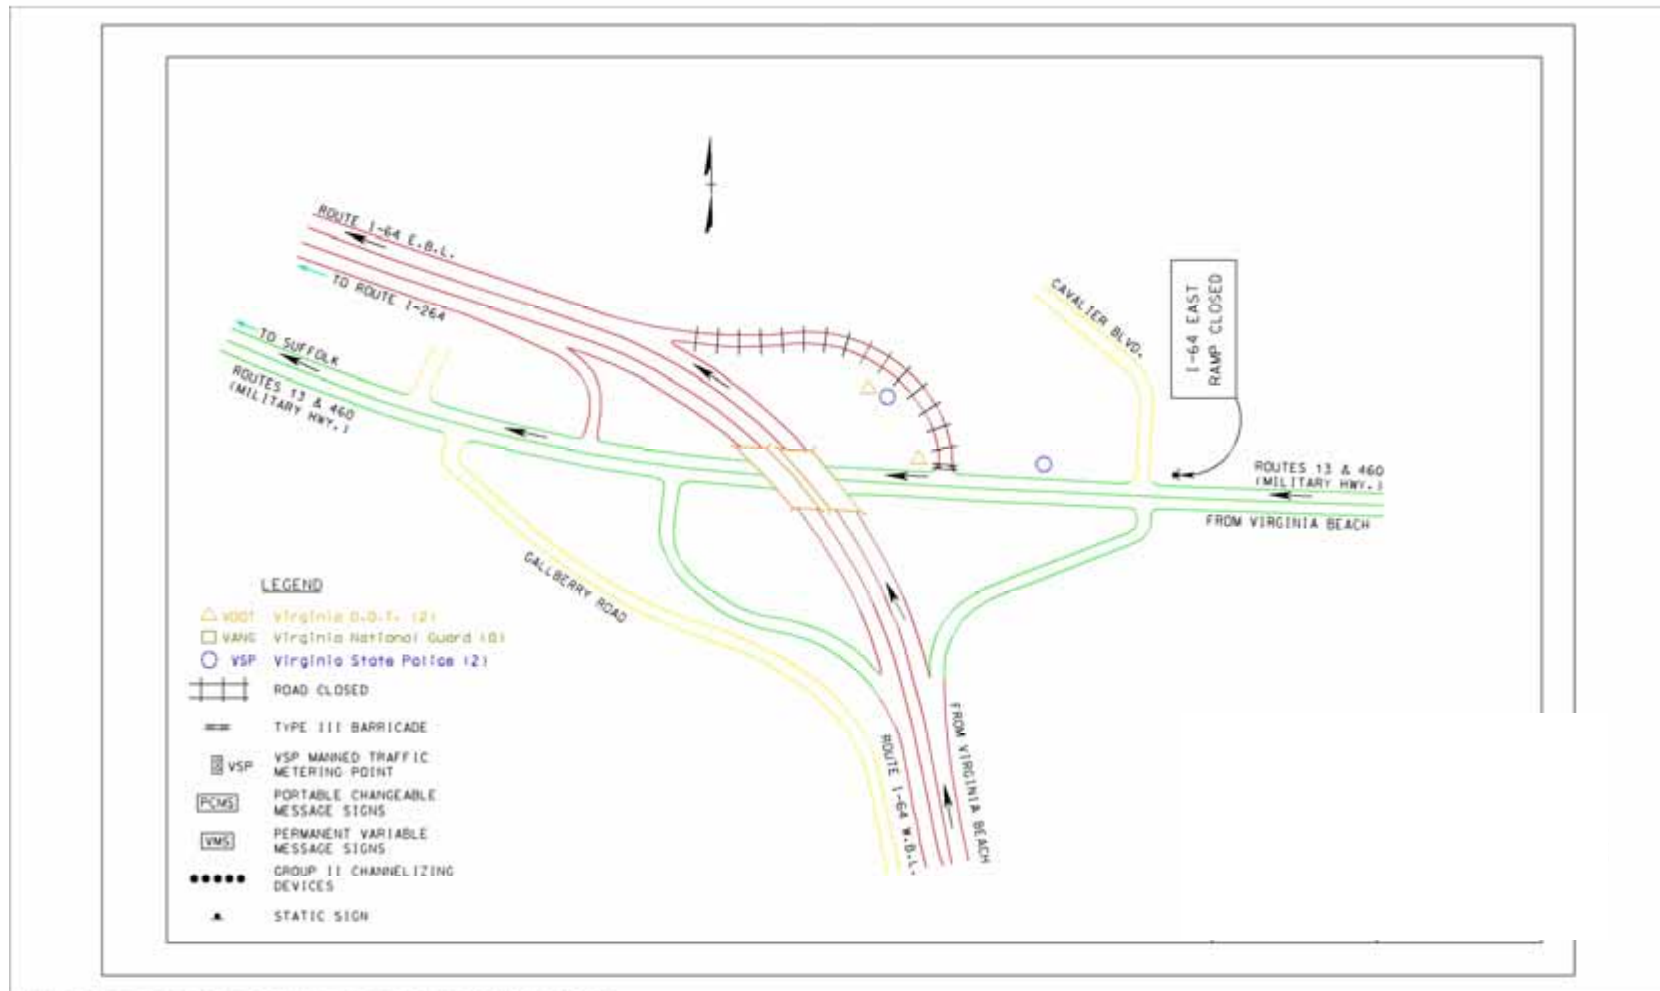 ROUTE I-64 E.B.L.
TO ROUTE I-264
TO SUFFOLK
ROUTES 13 & 460
(MILITARY HWY.)
CAVALIER BLVD.
I-64 EAST
RAMP CLOSED
ROUTES 13 & 460
(MILITARY HWY.)
FROM VIRGINIA BEACH
GALLBERRY ROAD
ROUTE I-64 W.B.L.
FROM VIRGINIA BEACH
LEGEND
VDOT Virginia D.O.T. (2)
VANG Virginia National Guard (0)
VSP Virginia State Police (2)
ROAD CLOSED
TYPE III BARRICADE
VSP VSP MANNED TRAFFIC
METERING POINT
PCMS PORTABLE CHANGEABLE
MESSAGE SIGNS
VMS PERMANENT VARIABLE
MESSAGE SIGNS
GROUP II CHANNELIZING
DEVICES
STATIC SIGN